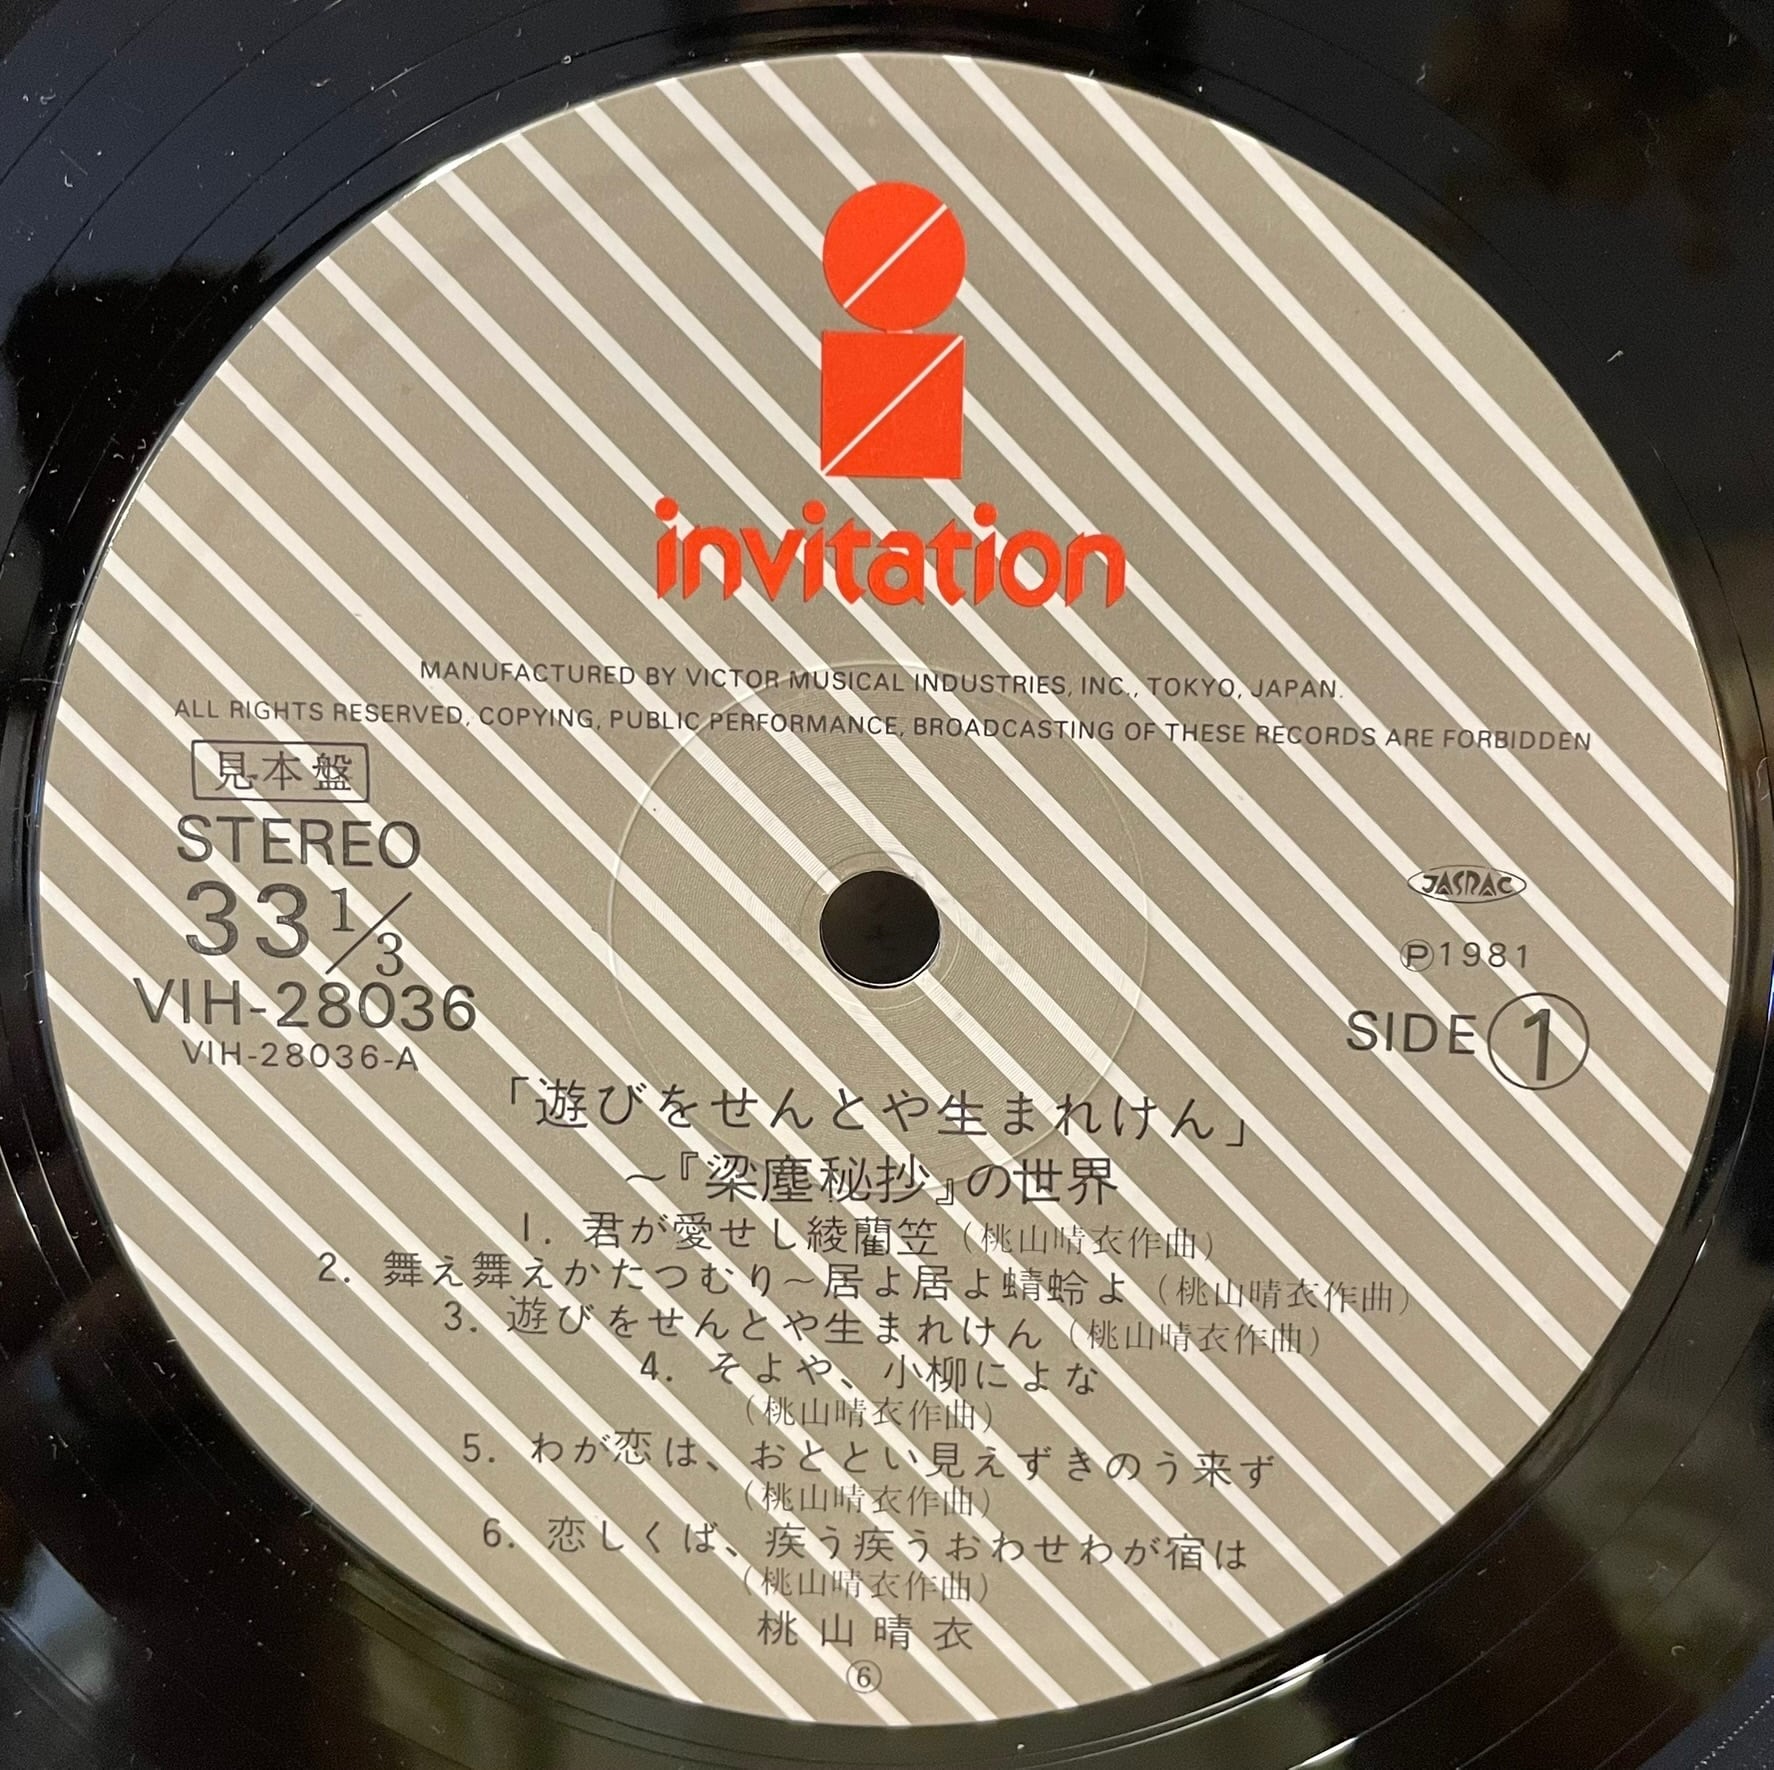 invitation
MANUFACTURED BY VICTOR MUSICAL INDUSTRIES, INC., TOKYO, JAPAN.
ALL RIGHTS RESERVED, COPYING, PUBLIC PERFORMANCE, BROADCASTING OF THESE RECORDS ARE FORBIDDEN
見本盤
STEREO
33 1/3
VIH-28036
VIH-28036-A
JASRAC
Ⓟ1981
SIDE 1
「遊びをせんとや生まれけん」
～『梁塵秘抄』の世界
1. 君が愛せし綾藺笠（桃山晴衣作曲）
2. 舞え舞えかたつむり～居よ居よ蜻蛉よ（桃山晴衣作曲）
3. 遊びをせんとや生まれけん（桃山晴衣作曲）
4. そよや、小柳によな
（桃山晴衣作曲）
5. わが恋は、おととい見えずきのう来ず
（桃山晴衣作曲）
6. 恋しくば、疾う疾うおわせわが宿は
（桃山晴衣作曲）
桃山晴衣
⑥